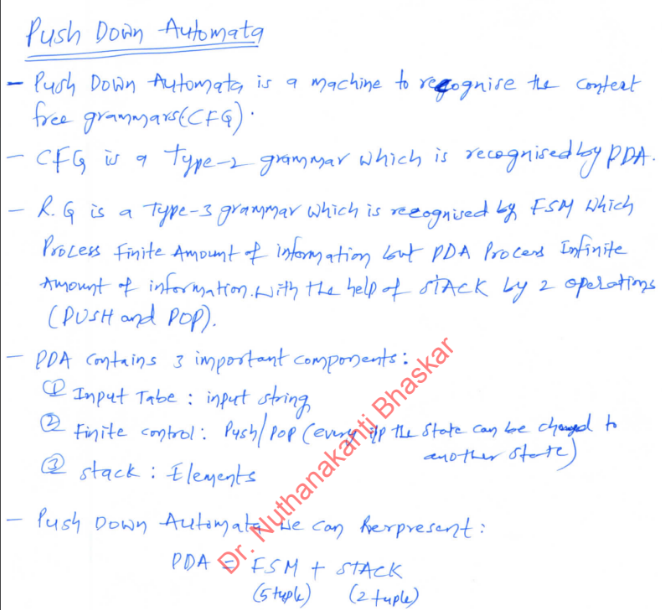 Push Down Automata
- Push Down Automata is a machine to recognise the context
free grammars(CFG).
- CFG is a Type-2 grammar which is recognised by PDA.
- R.G is a Type-3 grammar which is recognised by FSM which
Process Finite Amount of information but PDA Process Infinite
Amount of information. with the help of STACK by 2 operations
(PUSH and POP).
- PDA contains 3 important components:
① Input Tabe : input string
② Finite control : Push/Pop (every i/p the state can be changed to
another state)
③ stack : Elements
- Push Down Automata we can Rerpresent :
PDA = FSM + STACK
(5 tuple) (2 tuple)
Dr. Nuthanakanti Bhaskar